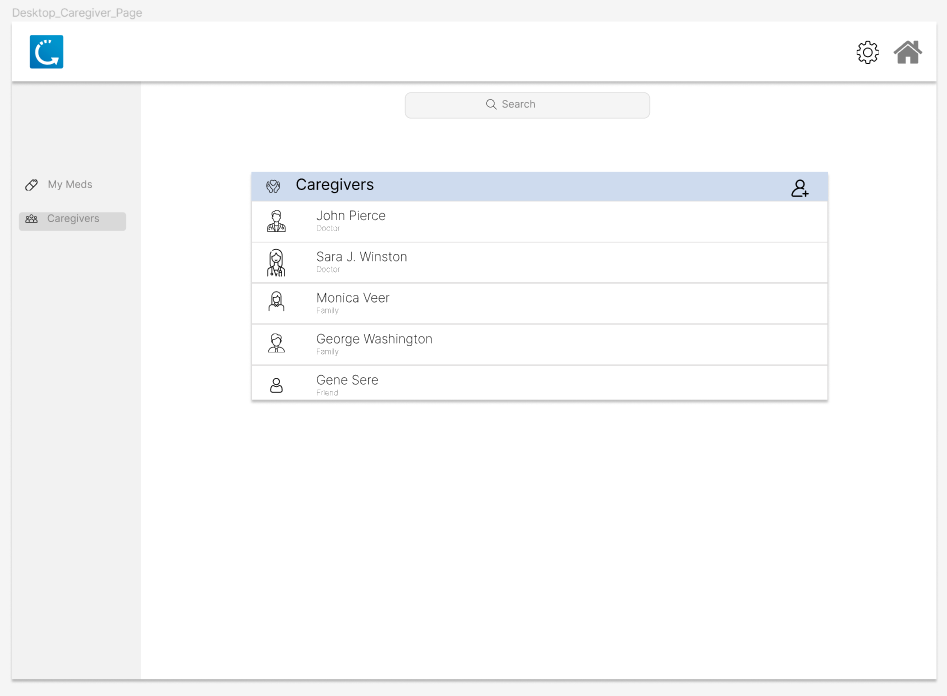 Desktop_Caregiver_Page
Search
My Meds
Caregivers
Caregivers
John Pierce
Doctor
Sara J. Winston
Doctor
Monica Veer
Family
George Washington
Family
Gene Sere
Friend